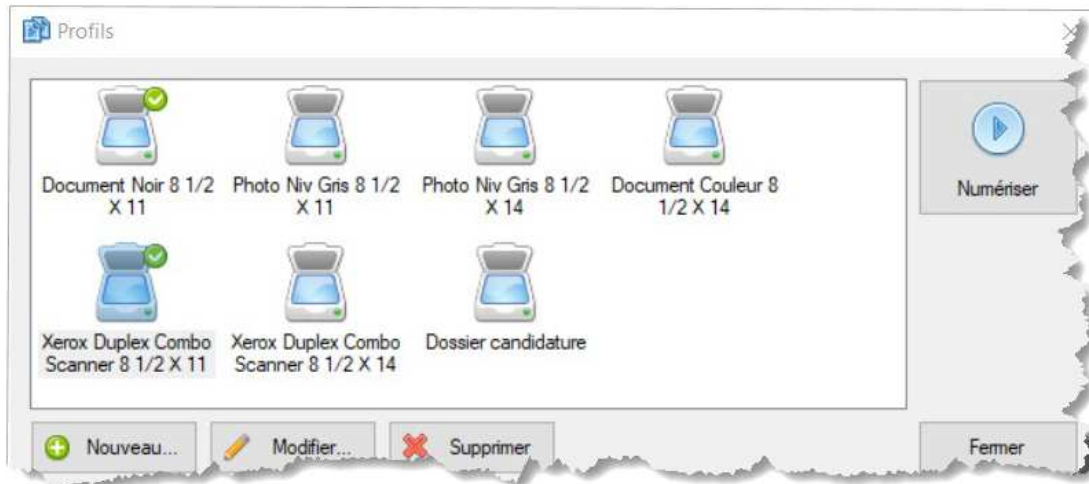 Profils
Document Noir 8 1/2
X 11
Photo Niv Gris 8 1/2
X 11
Photo Niv Gris 8 1/2
X 14
Document Couleur 8
1/2 X 14
Numériser
Xerox Duplex Combo
Scanner 8 1/2 X 11
Xerox Duplex Combo
Scanner 8 1/2 X 14
Dossier candidature
Nouveau...
Modifier...
Supprimer
Fermer